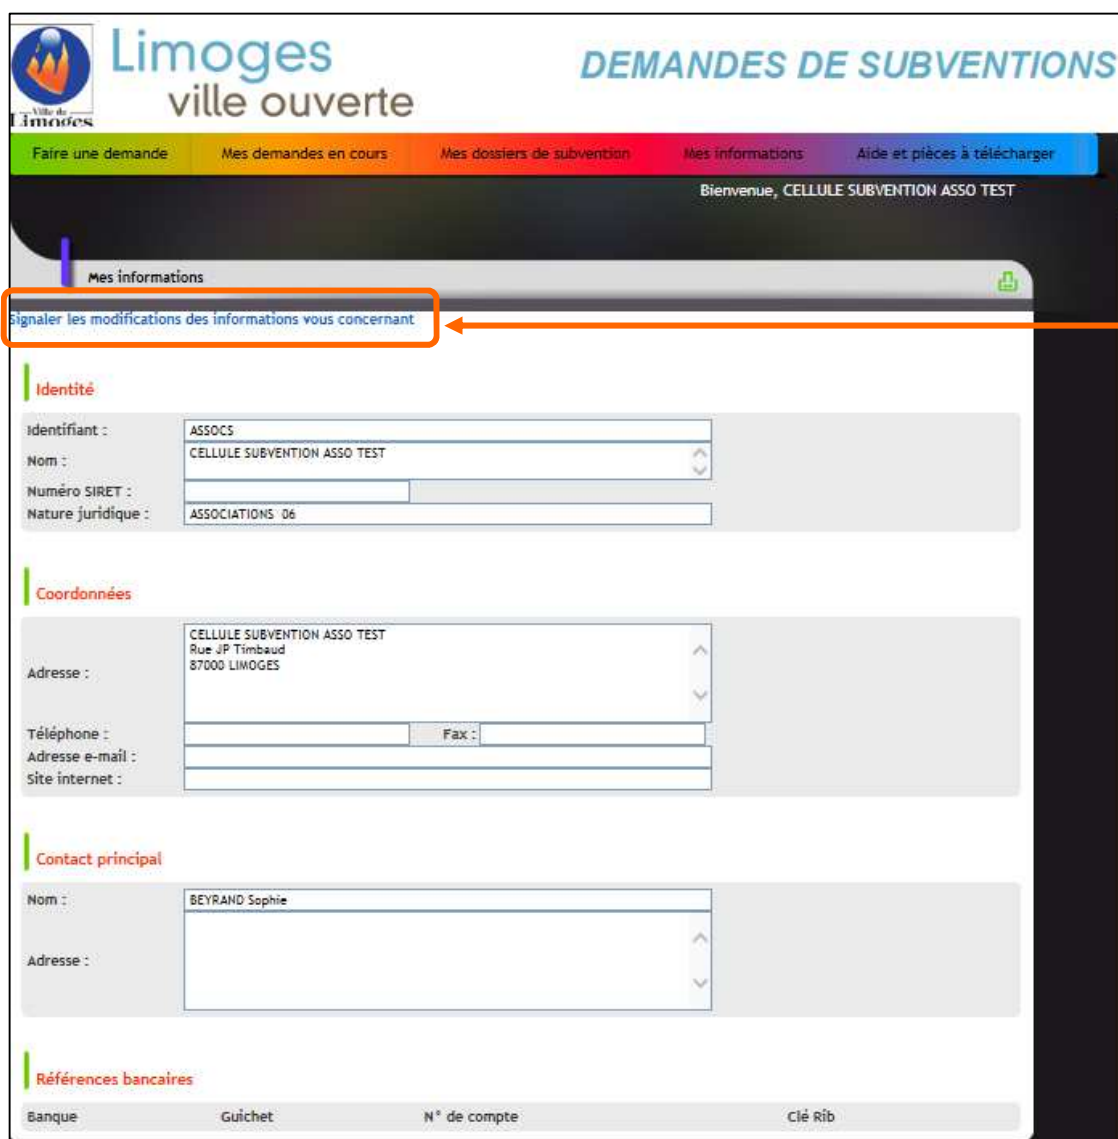 Limoges
ville ouverte
Ville de
Limoges
DEMANDES DE SUBVENTIONS
Faire une demande Mes demandes en cours Mes dossiers de subvention Mes informations Aide et pièces à télécharger
Bienvenue, CELLULE SUBVENTION ASSO TEST
Mes informations
Signaler les modifications des informations vous concernant
Identité
Identifiant : ASSOCS
Nom : CELLULE SUBVENTION ASSO TEST
Numéro SIRET :
Nature juridique : ASSOCIATIONS 06
Coordonnées
Adresse : CELLULE SUBVENTION ASSO TEST
Rue JP Timbaud
87000 LIMOGES
Téléphone : Fax :
Adresse e-mail :
Site internet :
Contact principal
Nom : BEYRAND Sophie
Adresse :
Références bancaires
Banque Guichet N° de compte Clé Rib